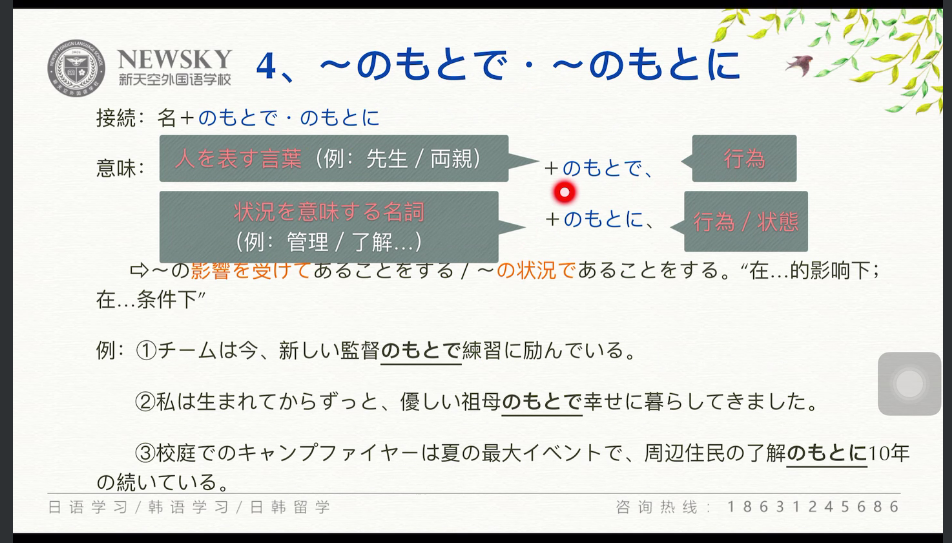 NEWSKY
新天空外国语学校
4、～のもとで・～のもとに
接続：名＋のもとで・のもとに
意味：
人を表す言葉（例：先生／両親）
＋のもとで、
行為
状況を意味する名詞
（例：管理／了解…）
＋のもとに、
行為／状態
⇨～の影響を受けてあることをする／～の状況であることをする。“在…的影响下；
在…条件下”
例：①チームは今、新しい監督のもとで練習に励んでいる。
②私は生まれてからずっと、優しい祖母のもとで幸せに暮らしてきました。
③校庭でのキャンプファイヤーは夏の最大イベントで、周辺住民の了解のもとに10年
の続いている。
日语学习/韩语学习/日韩留学
咨询热线：18631245686